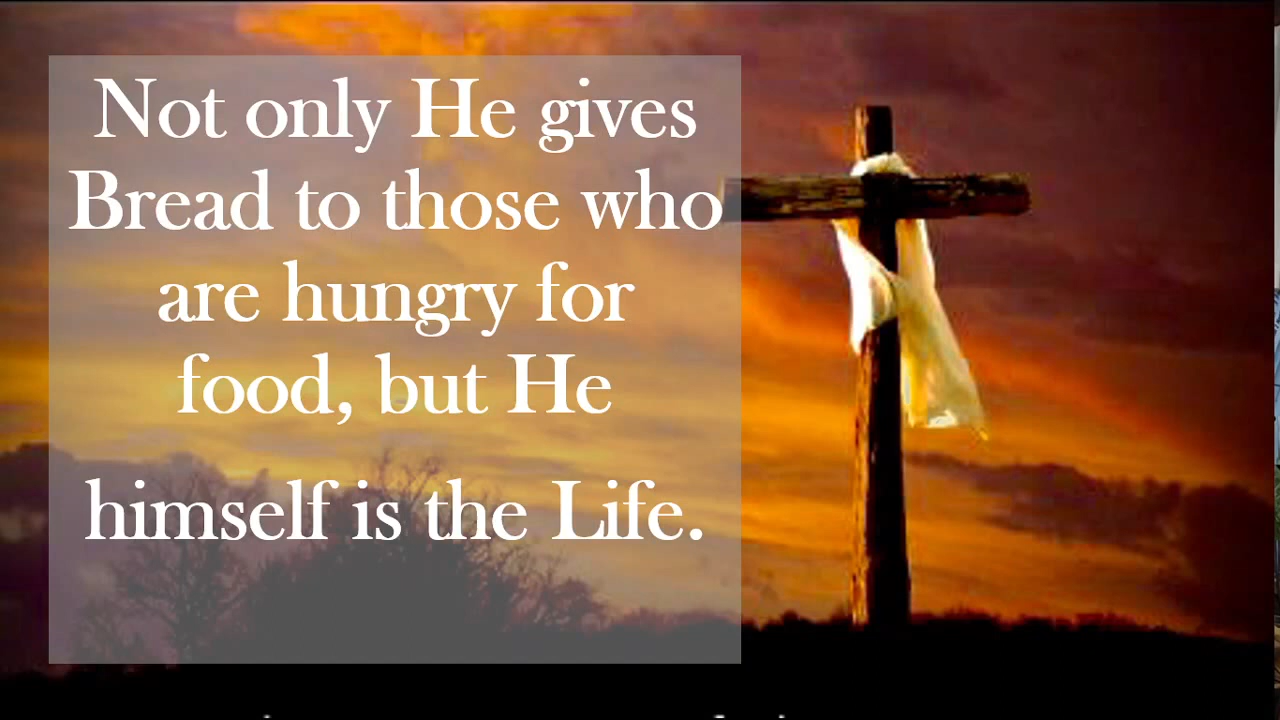 Not only He gives
Bread to those who
are hungry for
food, but He
himself is the Life.